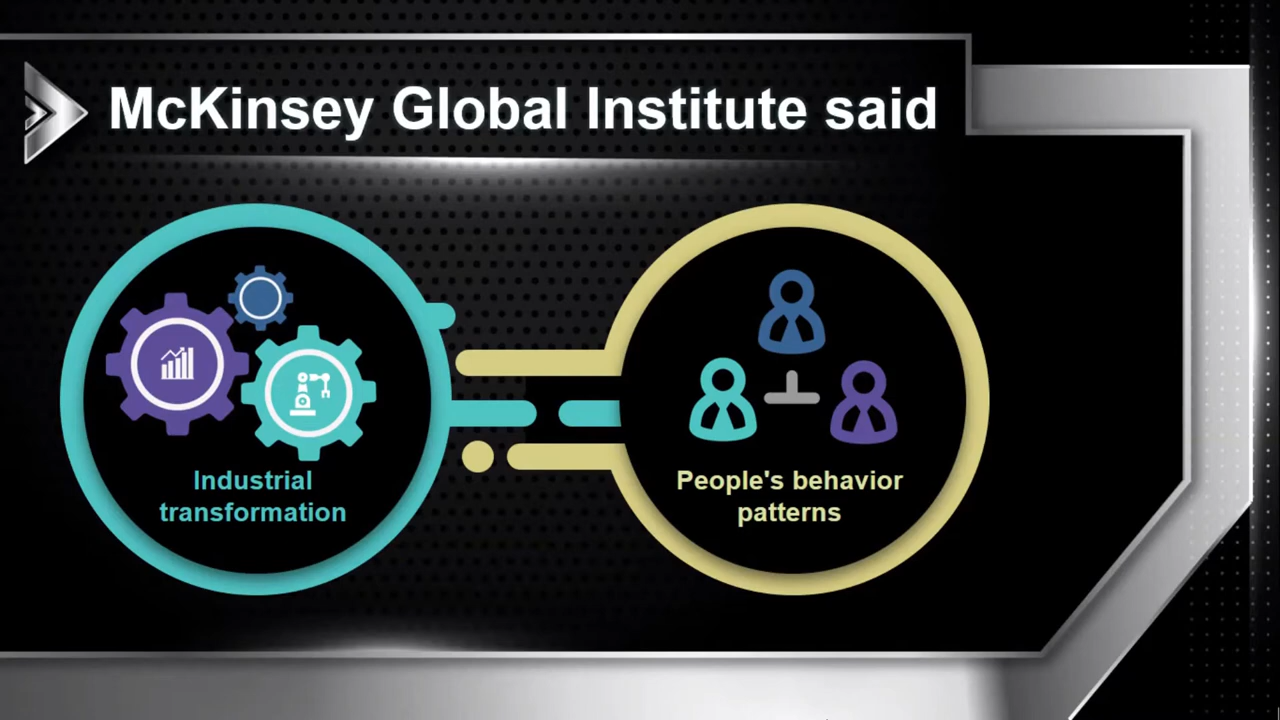 McKinsey Global Institute said
Industrial
transformation
People's behavior
patterns